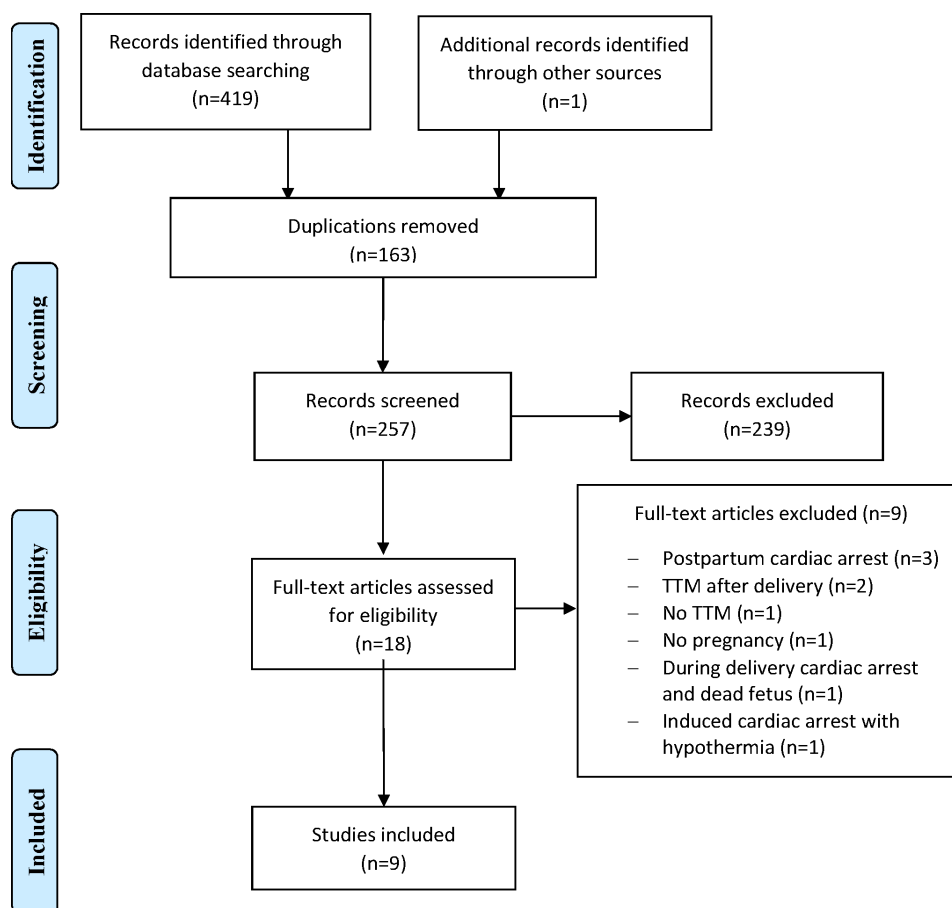 Identification
Records identified through
database searching
(n=419)
Additional records identified
through other sources
(n=1)
Duplications removed
(n=163)
Screening
Records screened
(n=257)
Records excluded
(n=239)
Eligibility
Full-text articles assessed
for eligibility
(n=18)
Full-text articles excluded (n=9)
– Postpartum cardiac arrest (n=3)
– TTM after delivery (n=2)
– No TTM (n=1)
– No pregnancy (n=1)
– During delivery cardiac arrest
and dead fetus (n=1)
– Induced cardiac arrest with
hypothermia (n=1)
Included
Studies included
(n=9)